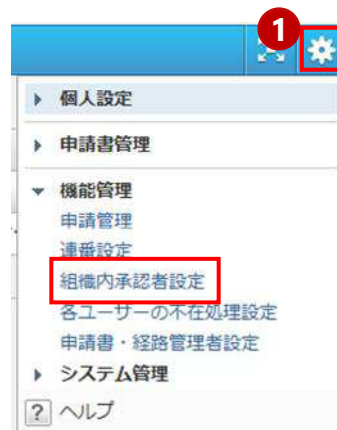 1
個人設定
申請書管理
機能管理
申請管理
連番設定
組織内承認者設定
各ユーザーの不在処理設定
申請書・経路管理者設定
システム管理
? ヘルプ